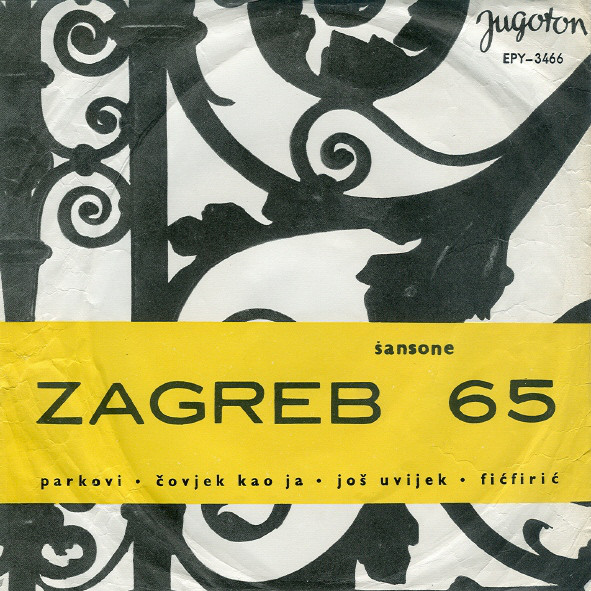 Jugoton
EPY-3466
šansone
ZAGREB 65
parkovi • čovjek kao ja • još uvijek • fićfirić